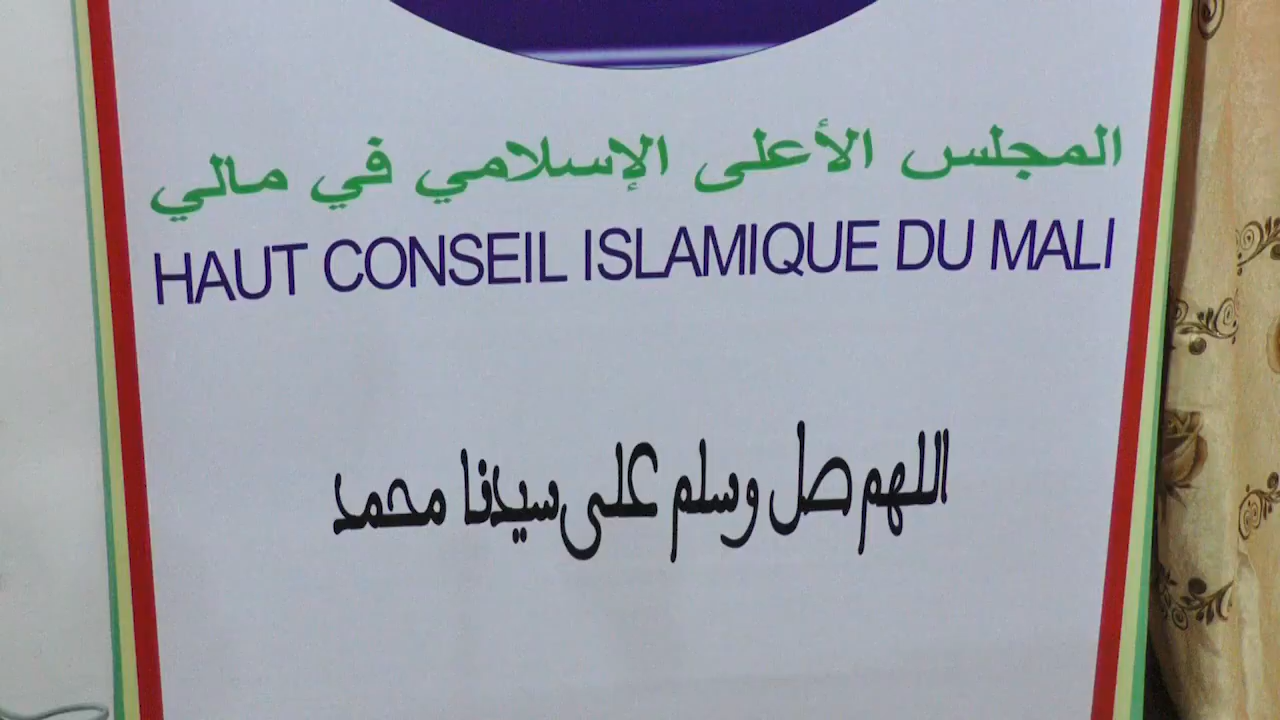 المجلس الأعلى الإسلامي في مالي
HAUT CONSEIL ISLAMIQUE DU MALI
اللهم صل وسلم على سيدنا محمد